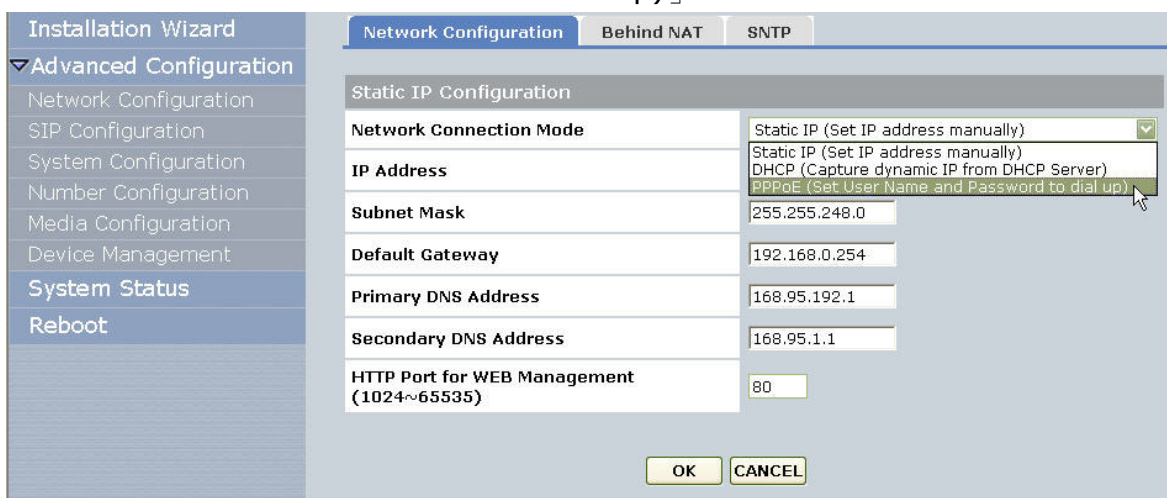 Installation Wizard
Advanced Configuration
Network Configuration
SIP Configuration
System Configuration
Number Configuration
Media Configuration
Device Management
System Status
Reboot
Network Configuration Behind NAT SNTP
Static IP Configuration
Network Connection Mode Static IP (Set IP address manually)
Static IP (Set IP address manually)
DHCP (Capture dynamic IP from DHCP Server)
PPPoE (Set User Name and Password to dial up)
IP Address
Subnet Mask 255.255.248.0
Default Gateway 192.168.0.254
Primary DNS Address 168.95.192.1
Secondary DNS Address 168.95.1.1
HTTP Port for WEB Management
(1024~65535) 80
OK CANCEL